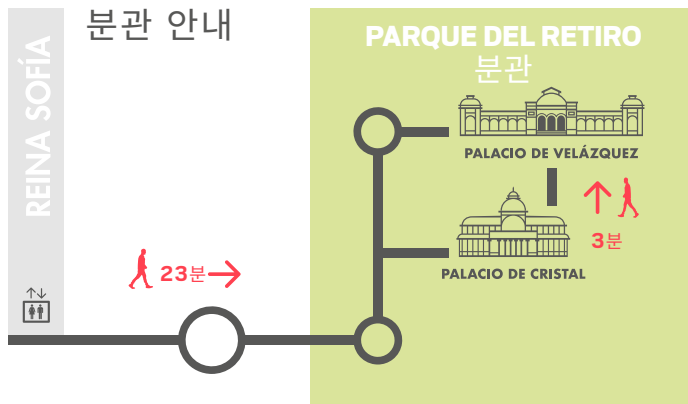 분관 안내
REINA SOFÍA
PARQUE DEL RETIRO
분관
PALACIO DE VELÁZQUEZ
3분
PALACIO DE CRISTAL
23분